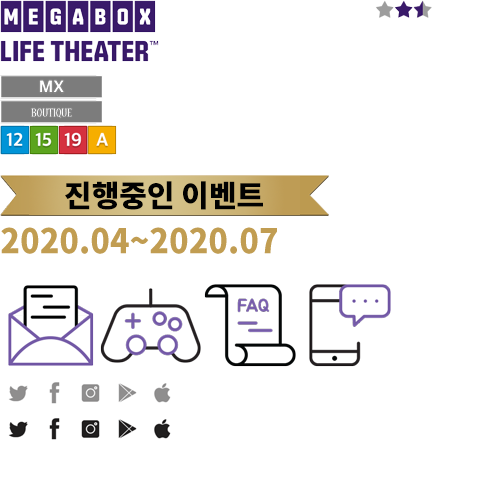 MEGABOX
LIFE THEATER™
MX
BOUTIQUE
12 15 19 A
진행중인 이벤트
2020.04~2020.07
FAQ